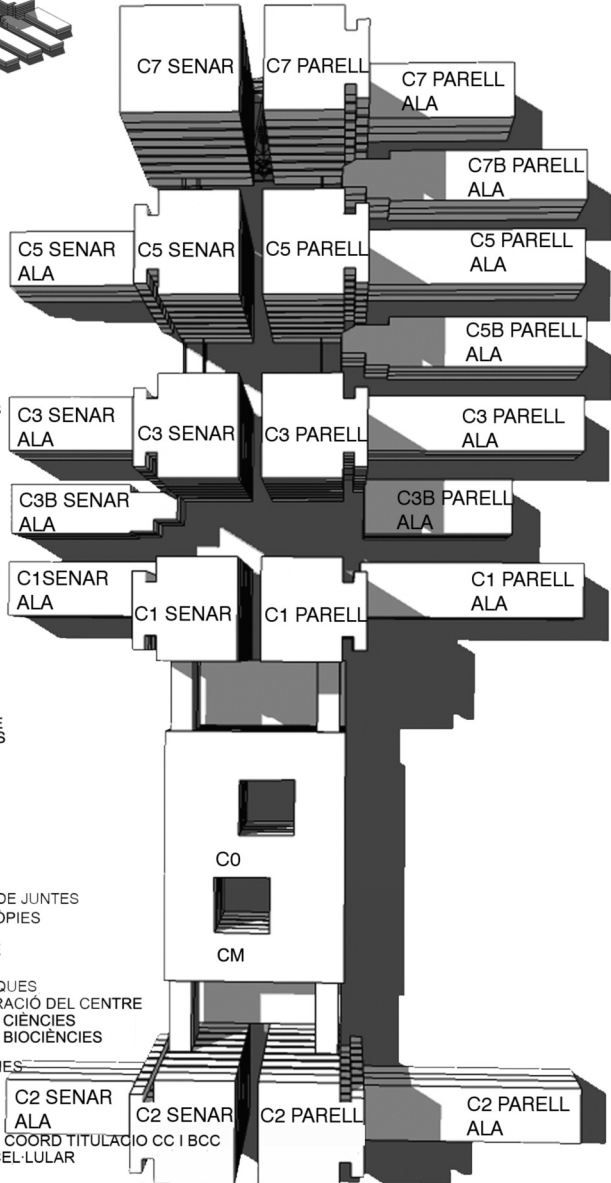 C7 SENAR
C7 PARELL
C7 PARELL
ALA
C7B PARELL
ALA
C5 SENAR
ALA
C5 SENAR
C5 PARELL
C5 PARELL
ALA
C5B PARELL
ALA
C3 SENAR
ALA
C3 SENAR
C3 PARELL
C3 PARELL
ALA
C3B SENAR
ALA
C3B PARELL
ALA
C1SENAR
ALA
C1 SENAR
C1 PARELL
C1 PARELL
ALA
C0
CM
DE JUNTES
ÒPIES
QUES
RACIÓ DEL CENTRE
CIÈNCIES
BIOCIÈNCIES
C2 SENAR
ALA
C2 SENAR
C2 PARELL
C2 PARELL
ALA
COORD TITULACIO CC I BCC
CEL·LULAR